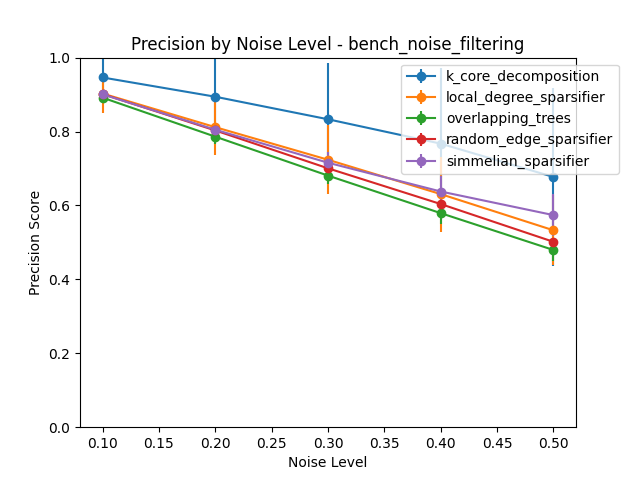 Precision by Noise Level - bench_noise_filtering
k_core_decomposition
local_degree_sparsifier
overlapping_trees
random_edge_sparsifier
simmelian_sparsifier
Precision Score
1.0
0.8
0.6
0.4
0.2
0.0
0.10 0.15 0.20 0.25 0.30 0.35 0.40 0.45 0.50
Noise Level